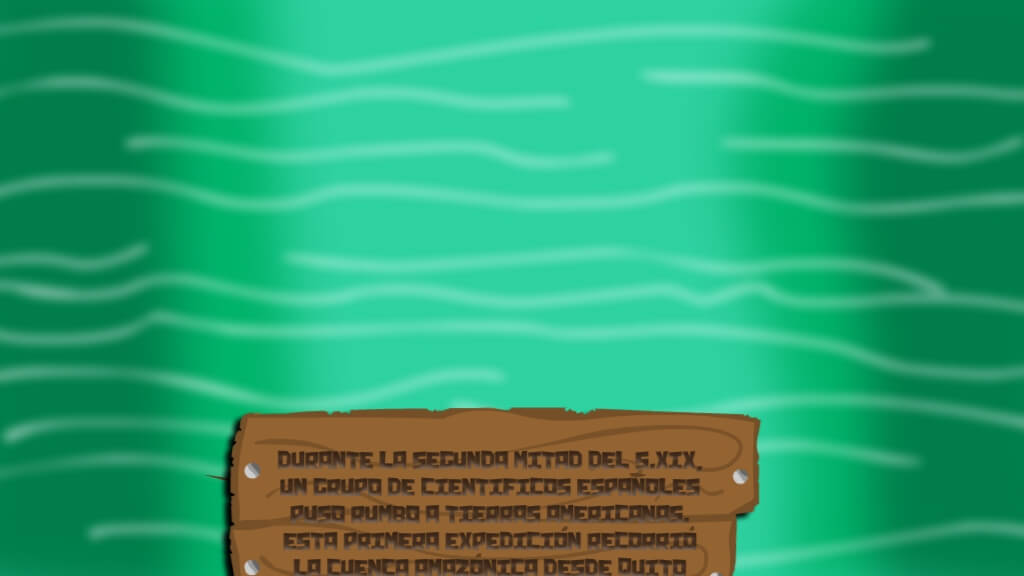 DURANTE LA SEGUNDA MITAD DEL S.XIX,
UN GRUPO DE CIENTIFICOS ESPAÑOLES
PUSO RUMBO A TIERRAS AMERICANAS.
ESTA PRIMERA EXPEDICIÓN RECORRIÓ
LA CUENCA AMAZÓNICA DESDE QUITO